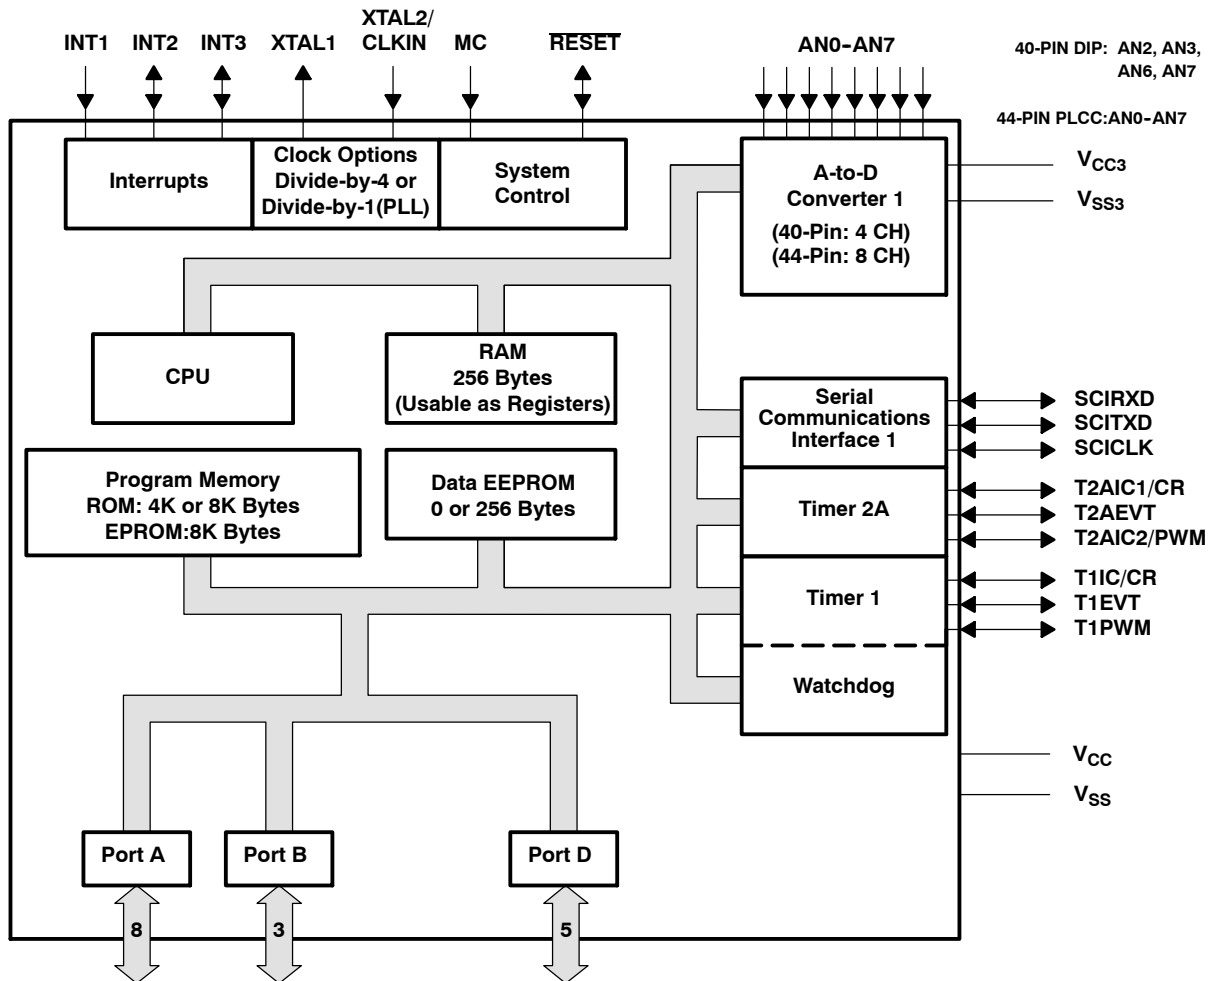 INT1 INT2 INT3 XTAL1 XTAL2/ CLKIN MC RESET AN0-AN7
40-PIN DIP: AN2, AN3,
AN6, AN7
44-PIN PLCC:AN0-AN7
Interrupts
Clock Options
Divide-by-4 or
Divide-by-1(PLL)
System
Control
A-to-D
Converter 1
(40-Pin: 4 CH)
(44-Pin: 8 CH)
VCC3
VSS3
CPU
RAM
256 Bytes
(Usable as Registers)
Serial
Communications
Interface 1
SCIRXD
SCITXD
SCICLK
Program Memory
ROM: 4K or 8K Bytes
EPROM:8K Bytes
Data EEPROM
0 or 256 Bytes
Timer 2A
T2AIC1/CR
T2AEVT
T2AIC2/PWM
Timer 1
T1IC/CR
T1EVT
T1PWM
Watchdog
VCC
VSS
Port A
Port B
Port D
8
3
5